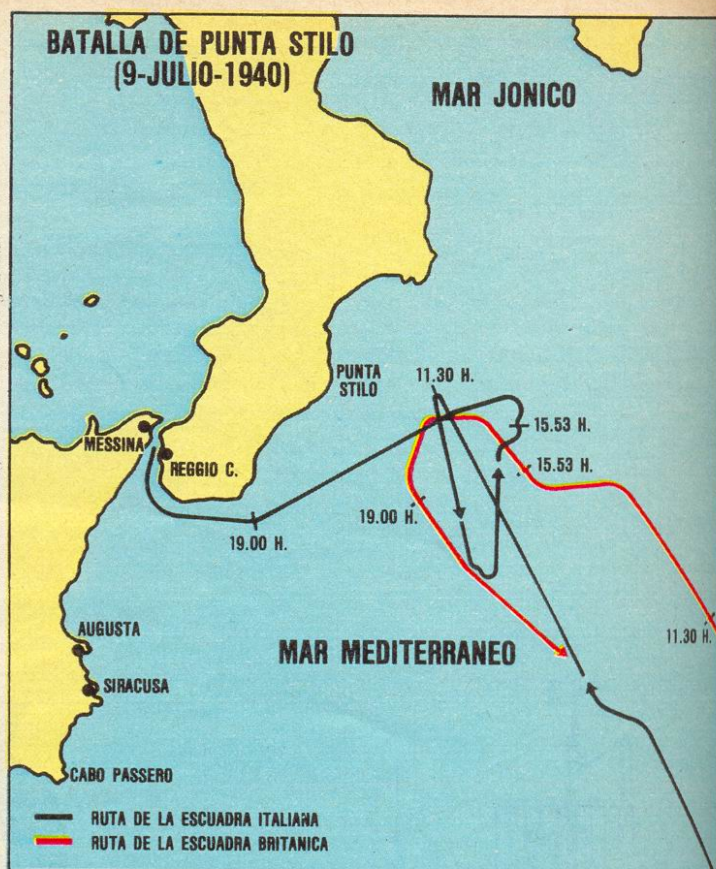 BATALLA DE PUNTA STILO
(9-JULIO-1940)
MAR JONICO
PUNTA
STILO
11.30 H.
15.53 H.
15.53 H.
MESSINA
REGGIO C.
19.00 H.
19.00 H.
AUGUSTA
MAR MEDITERRANEO
11.30 H.
SIRACUSA
CABO PASSERO
RUTA DE LA ESCUADRA ITALIANA
RUTA DE LA ESCUADRA BRITANICA